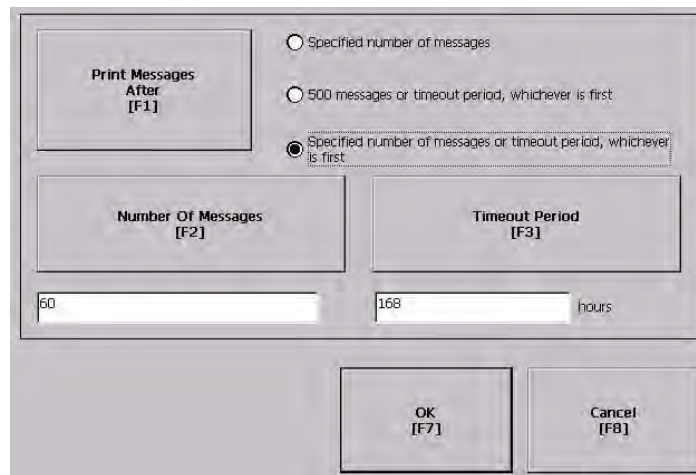 Print Messages
After
[F1]
Specified number of messages
500 messages or timeout period, whichever is first
Specified number of messages or timeout period, whichever
is first
Number Of Messages
[F2]
Timeout Period
[F3]
60
168
hours
OK
[F7]
Cancel
[F8]